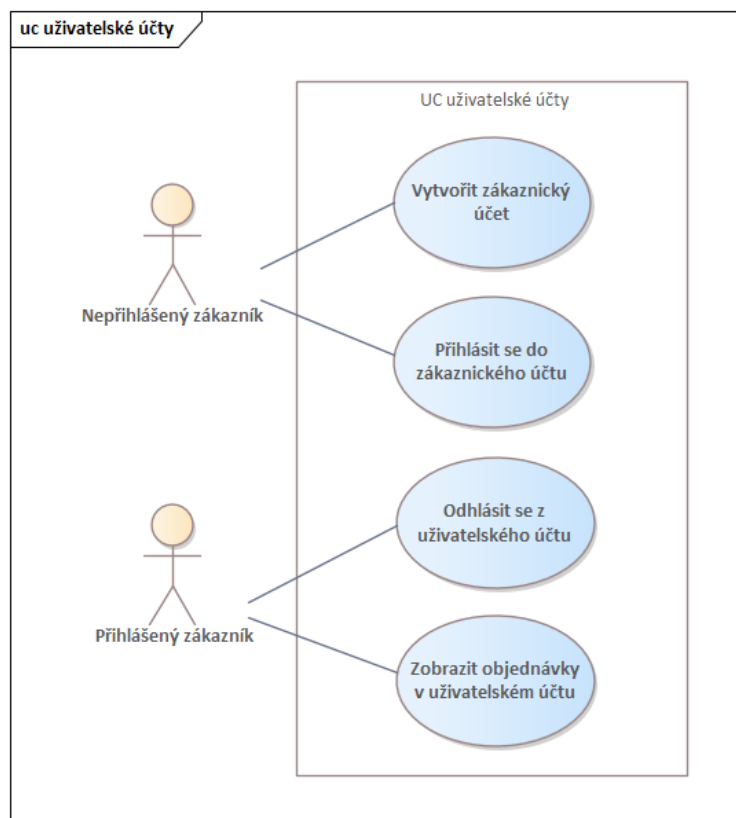 uc uživatelské účty
UC uživatelské účty
Vytvořit zákaznický
účet
Nepřihlášený zákazník
Přihlásit se do
zákaznického účtu
Odhlásit se z
uživatelského účtu
Přihlášený zákazník
Zobrazit objednávky
v uživatelském účtu